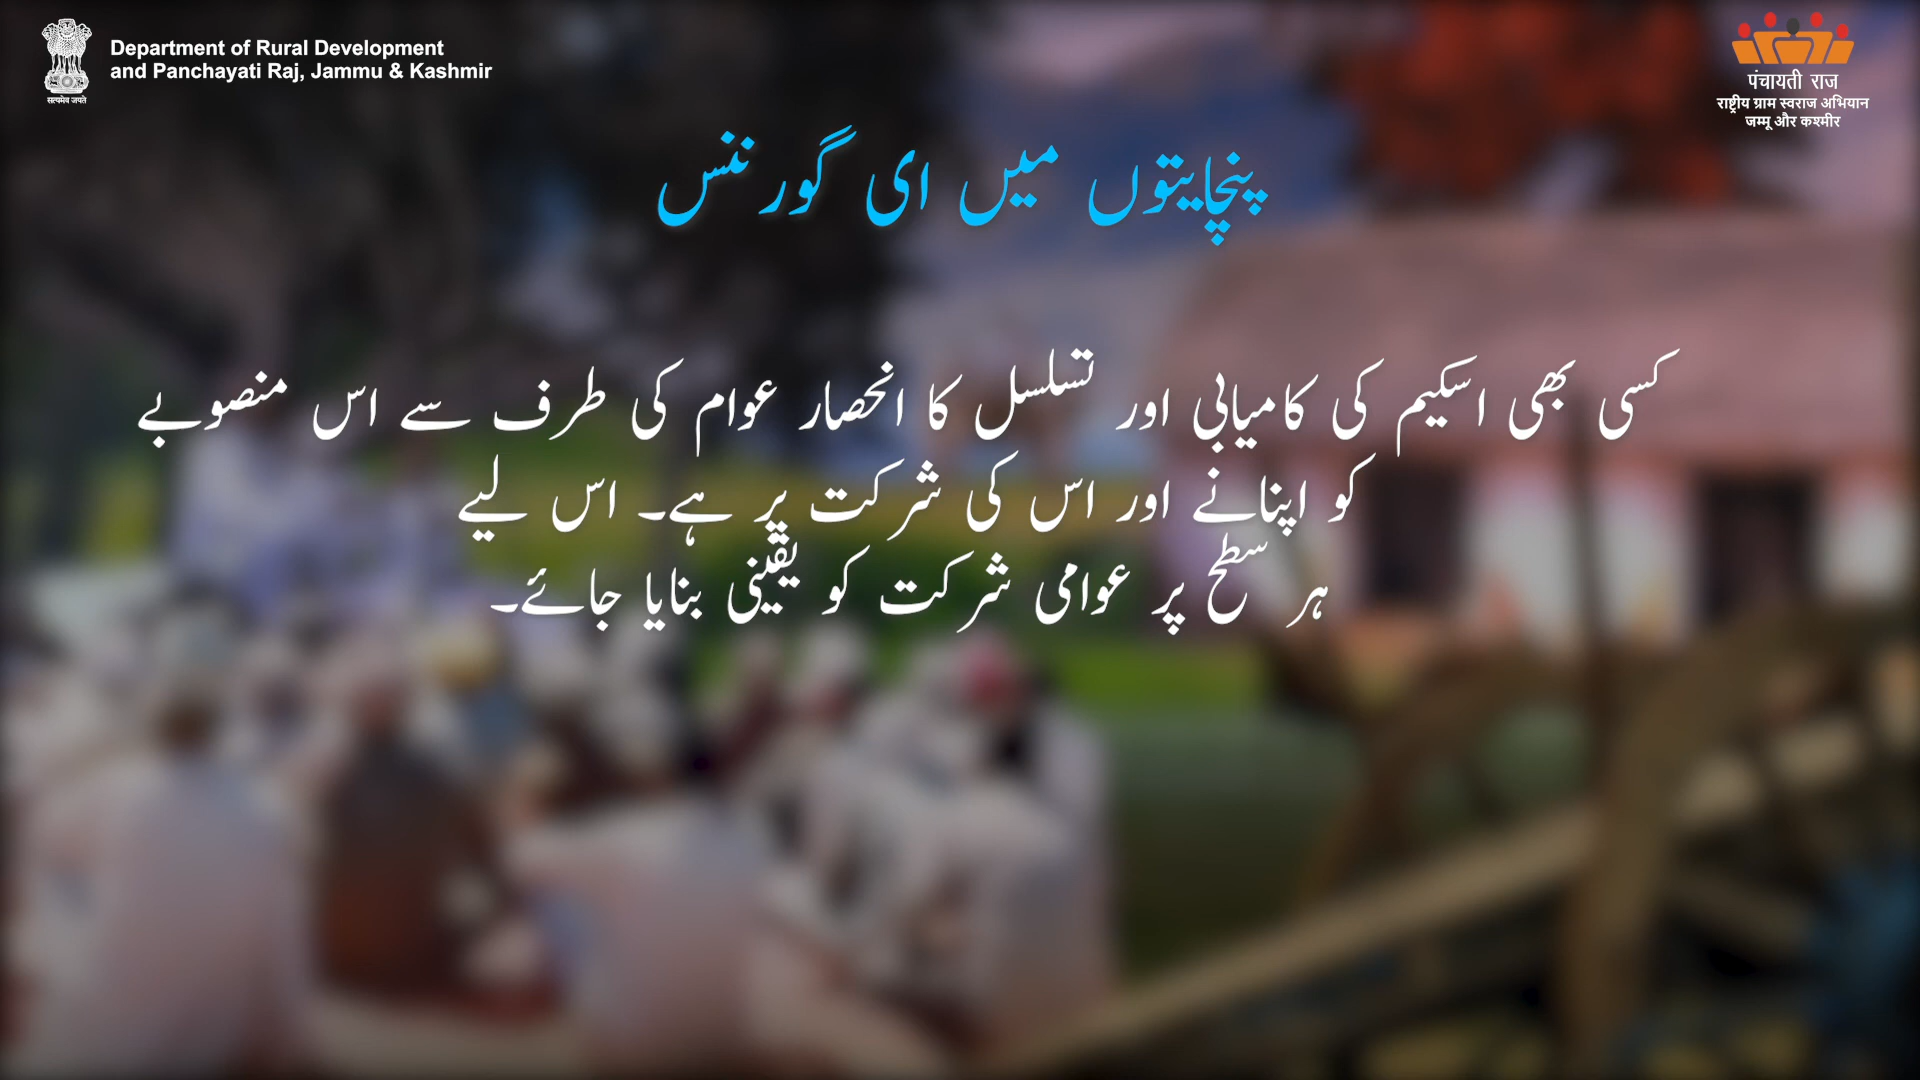 Department of Rural Development
and Panchayati Raj, Jammu & Kashmir
सत्यमेव जयते
पंचायती राज
राष्ट्रीय ग्राम स्वराज अभियान
जम्मू और कश्मीर
پنچایتوں میں ای گورننس
کسی بھی اسکیم کی کامیابی اور تسلسل کا انحصار عوام کی طرف سے اس منصوبے
کو اپنانے اور اس کی شرکت پر ہے۔ اس لیے
ہر سطح پر عوامی شرکت کو یقینی بنایا جائے۔